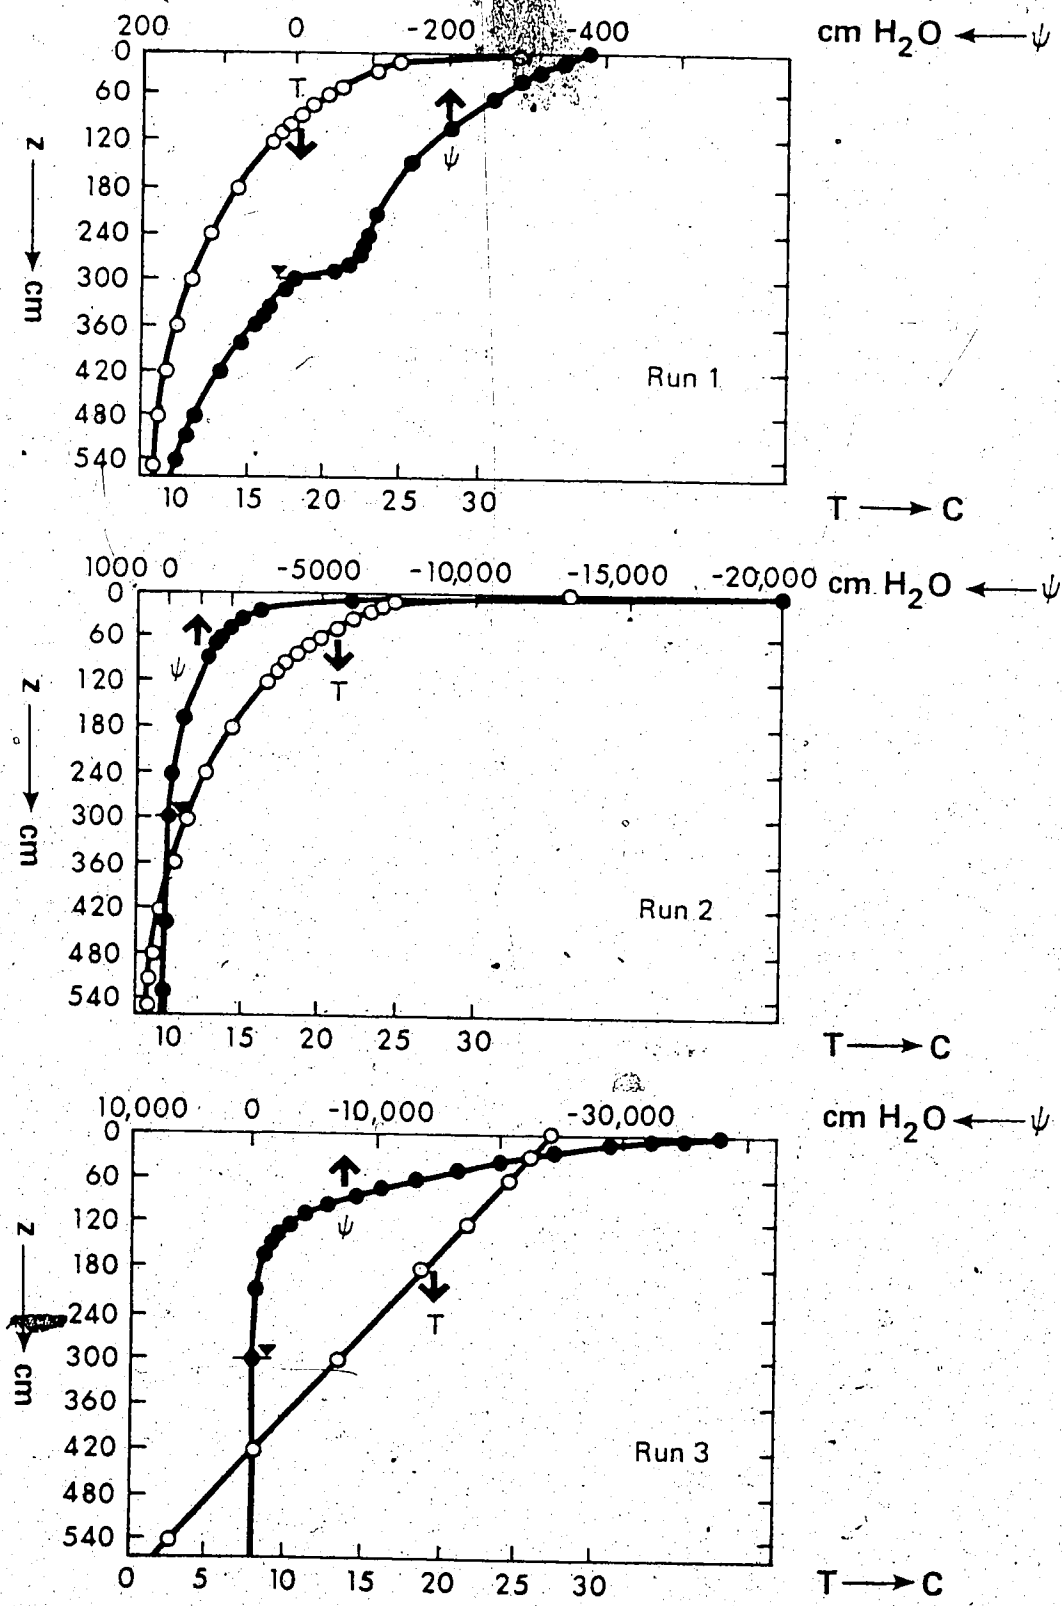 200 0 -200 -400 cm H₂O ← ψ
0
60
120
180
240
300
360
420
480
540
z → cm
T
ψ
Run 1
10 15 20 25 30
T → C
1000 0 -5000 -10,000 -15,000 -20,000 cm H₂O ← ψ
0
60
120
180
240
300
360
420
480
540
z → cm
ψ
T
Run 2
10 15 20 25 30
T → C
10,000 0 -10,000 -30,000 cm H₂O ← ψ
0
60
120
180
240
300
360
420
480
540
z → cm
ψ
T
Run 3
0 5 10 15 20 25 30
T → C